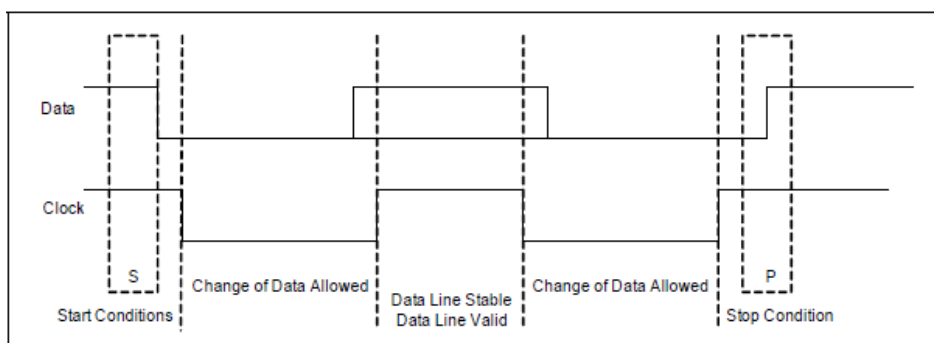 Data
Clock
S
P
Change of Data Allowed
Change of Data Allowed
Data Line Stable
Data Line Valid
Start Conditions
Stop Condition